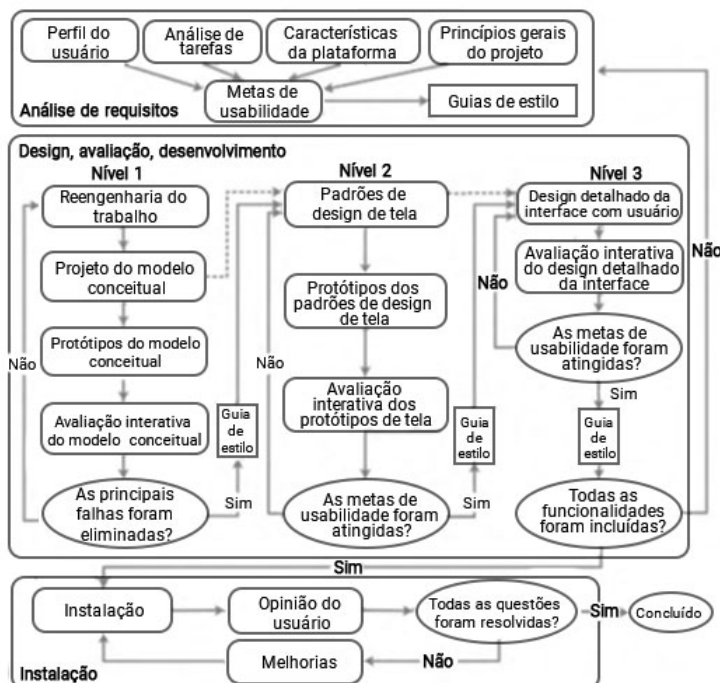 Perfil do
usuário
Análise de
tarefas
Características
da plataforma
Princípios gerais
do projeto
Metas de
usabilidade
Guias de estilo
Análise de requisitos
Design, avaliação, desenvolvimento
Nível 1
Reengenharia do
trabalho
Projeto do modelo
conceitual
Protótipos do modelo
conceitual
Não
Avaliação interativa
do modelo conceitual
As principais
falhas foram
eliminadas?
Sim
Guia
de
estilo
Nível 2
Padrões de
design de tela
Protótipos dos
padrões de design
de tela
Não
Avaliação
interativa dos
protótipos de tela
As metas de
usabilidade foram
atingidas?
Sim
Guia
de
estilo
Nível 3
Design detalhado da
interface com usuário
Avaliação interativa
do design detalhado
da interface
Não
As metas de
usabilidade foram
atingidas?
Sim
Guia
de
estilo
Todas as
funcionalidades
foram incluídas?
Não
Sim
Instalação
Opinião do
usuário
Todas as questões
foram resolvidas?
Sim
Concluído
Não
Melhorias
Instalação